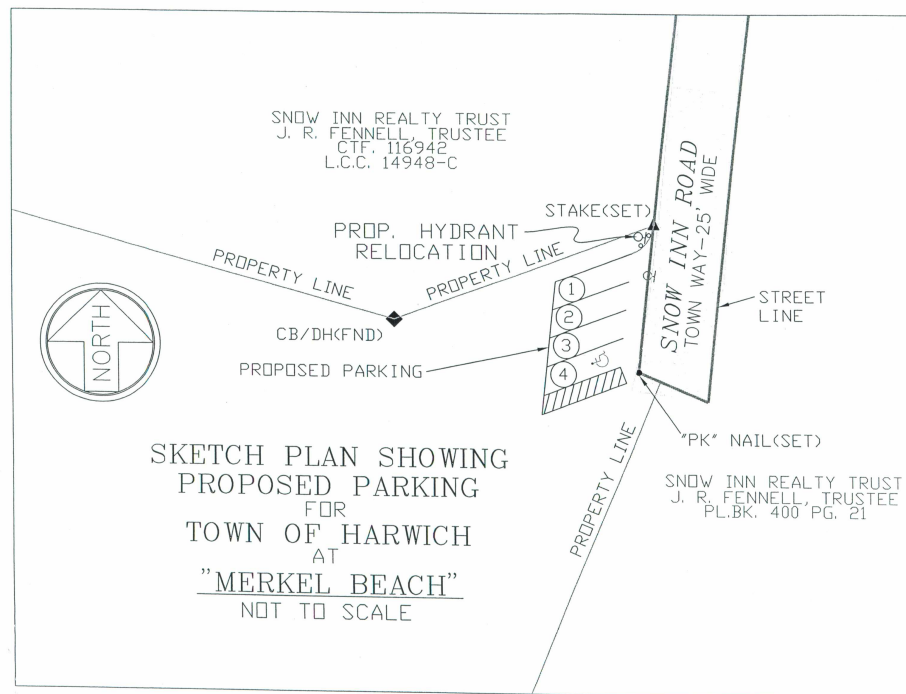 SNOW INN REALTY TRUST
J. R. FENNELL, TRUSTEE
CTF. 116942
L.C.C. 14948-C
STAKE(SET)
PROP. HYDRANT
RELOCATION
SNOW INN ROAD
TOWN WAY-25' WIDE
PROPERTY LINE
PROPERTY LINE
STREET
LINE
CB/DH(FND)
NORTH
1
2
3
4
PROPOSED PARKING
"PK" NAIL(SET)
PROPERTY LINE
SNOW INN REALTY TRUST
J. R. FENNELL, TRUSTEE
PL.BK. 400 PG. 21
SKETCH PLAN SHOWING
PROPOSED PARKING
FOR
TOWN OF HARWICH
AT
"MERKEL BEACH"
NOT TO SCALE